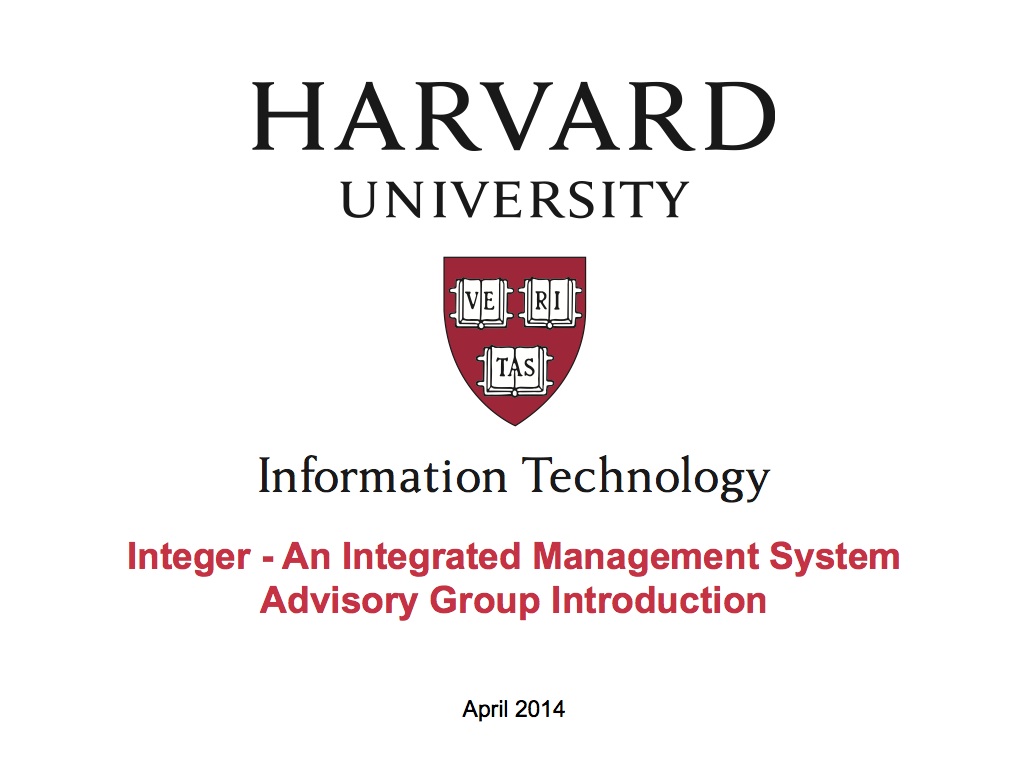 HARVARD
UNIVERSITY
VE RI
TAS
Information Technology
Integer - An Integrated Management System
Advisory Group Introduction
April 2014